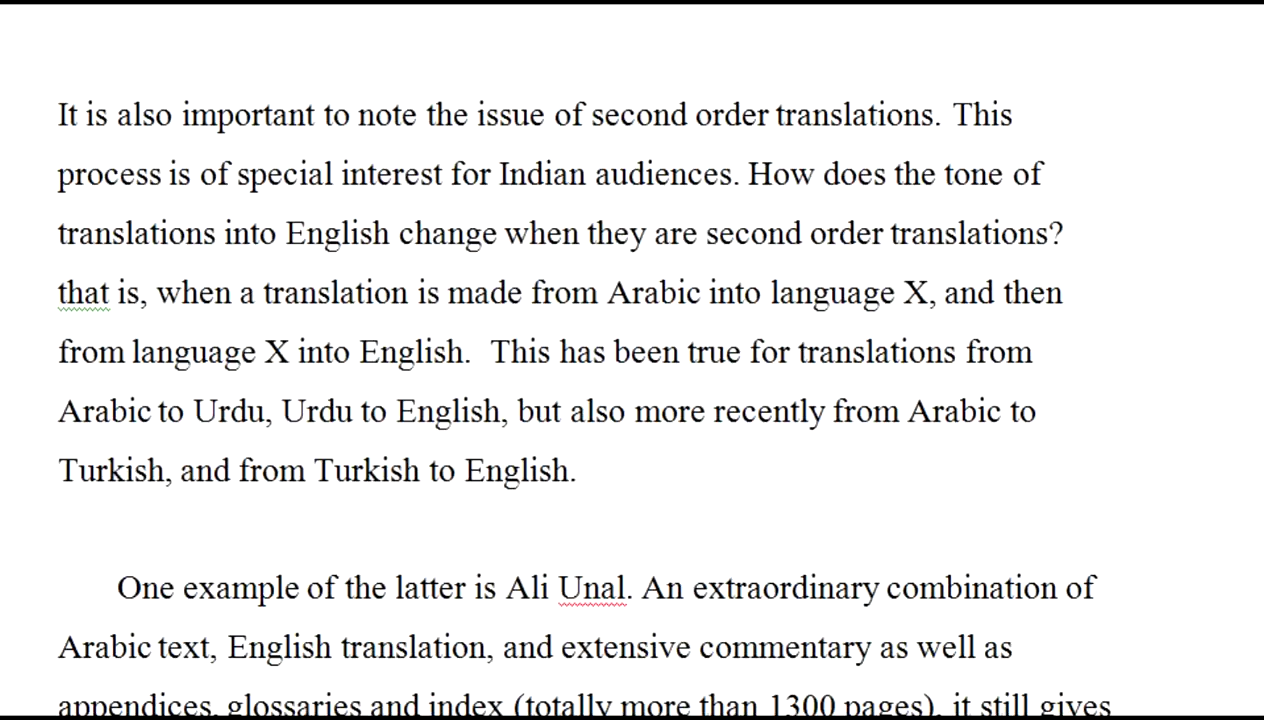 It is also important to note the issue of second order translations. This
process is of special interest for Indian audiences. How does the tone of
translations into English change when they are second order translations?
that is, when a translation is made from Arabic into language X, and then
from language X into English.  This has been true for translations from
Arabic to Urdu, Urdu to English, but also more recently from Arabic to
Turkish, and from Turkish to English.
One example of the latter is Ali Unal. An extraordinary combination of
Arabic text, English translation, and extensive commentary as well as
appendices, glossaries and index (totally more than 1300 pages), it still gives